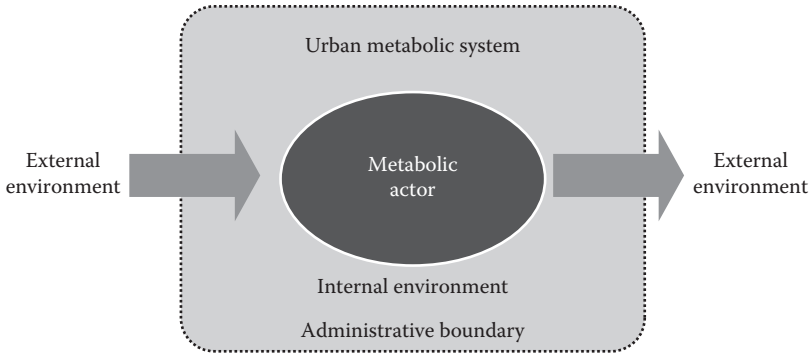 Urban metabolic system
External
environment
Metabolic
actor
External
environment
Internal environment
Administrative boundary